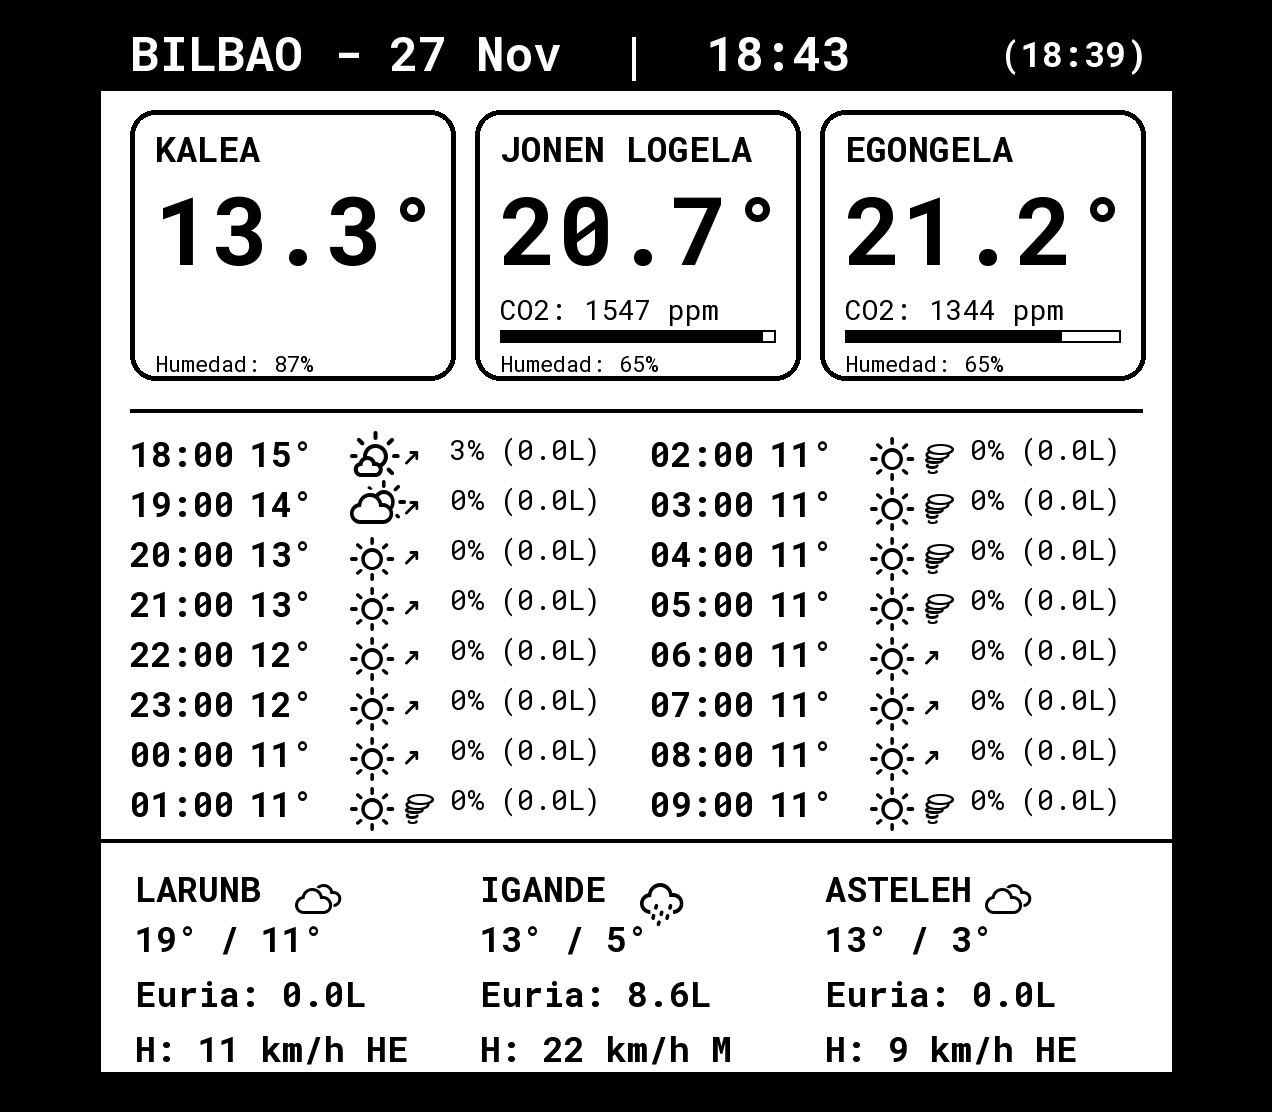 BILBAO - 27 Nov | 18:43 (18:39)
KALEA
13.3°
Humedad: 87%
JONEN LOGELA
20.7°
CO2: 1547 ppm
Humedad: 65%
EGONGELA
21.2°
CO2: 1344 ppm
Humedad: 65%
18:00 15° 3% (0.0L)
19:00 14° 0% (0.0L)
20:00 13° 0% (0.0L)
21:00 13° 0% (0.0L)
22:00 12° 0% (0.0L)
23:00 12° 0% (0.0L)
00:00 11° 0% (0.0L)
01:00 11° 0% (0.0L)
02:00 11° 0% (0.0L)
03:00 11° 0% (0.0L)
04:00 11° 0% (0.0L)
05:00 11° 0% (0.0L)
06:00 11° 0% (0.0L)
07:00 11° 0% (0.0L)
08:00 11° 0% (0.0L)
09:00 11° 0% (0.0L)
LARUNB
19° / 11°
Euria: 0.0L
H: 11 km/h HE
IGANDE
13° / 5°
Euria: 8.6L
H: 22 km/h M
ASTELEH
13° / 3°
Euria: 0.0L
H: 9 km/h HE